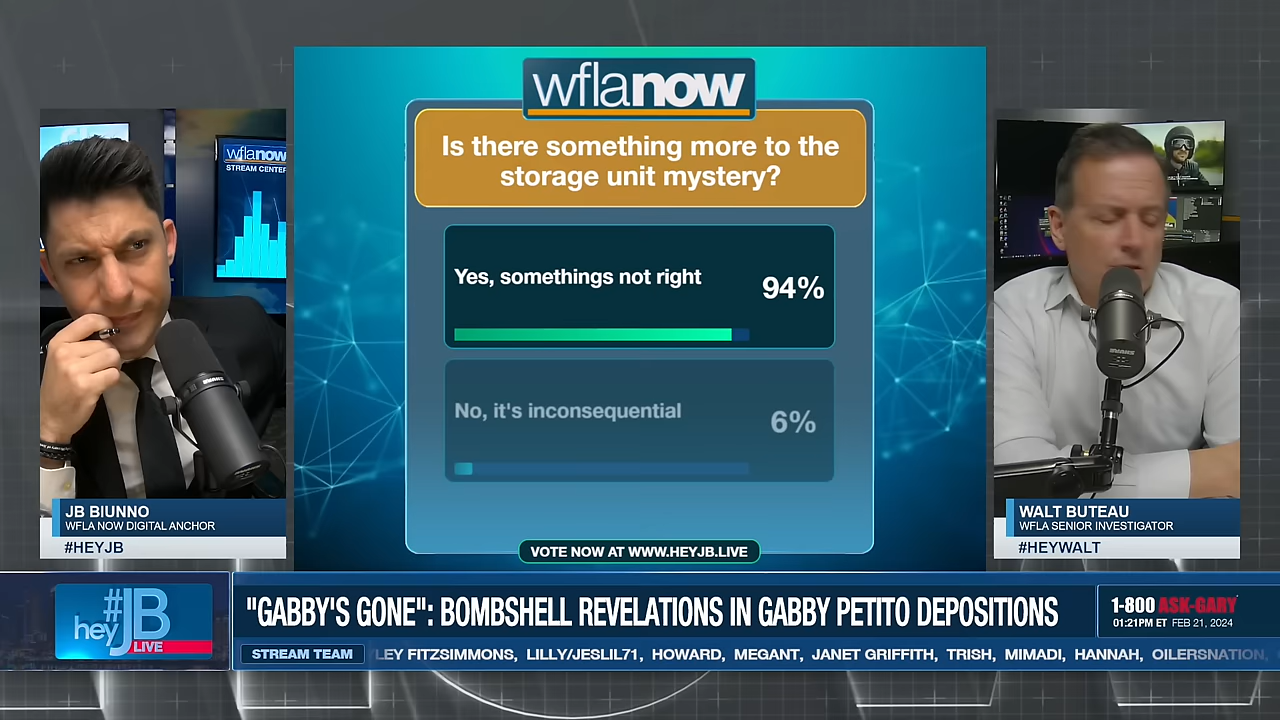 wflanow
Is there something more to the
storage unit mystery?
Yes, somethings not right
94%
No, it's inconsequential
6%
VOTE NOW AT WWW.HEYJB.LIVE
wflanow
STREAM CENTER
JB BIUNNO
WFLA NOW DIGITAL ANCHOR
#HEYJB
WALT BUTEAU
WFLA SENIOR INVESTIGATOR
#HEYWALT
#heyJB
LIVE
"GABBY'S GONE": BOMBSHELL REVELATIONS IN GABBY PETITO DEPOSITIONS
1-800 ASK-GARY
01:21PM ET FEB 21, 2024
STREAM TEAM
LEY FITZSIMMONS, LILLY/JESLIL71, HOWARD, MEGANT, JANET GRIFFITH, TRISH, MIMADI, HANNAH, OILERSNATION,